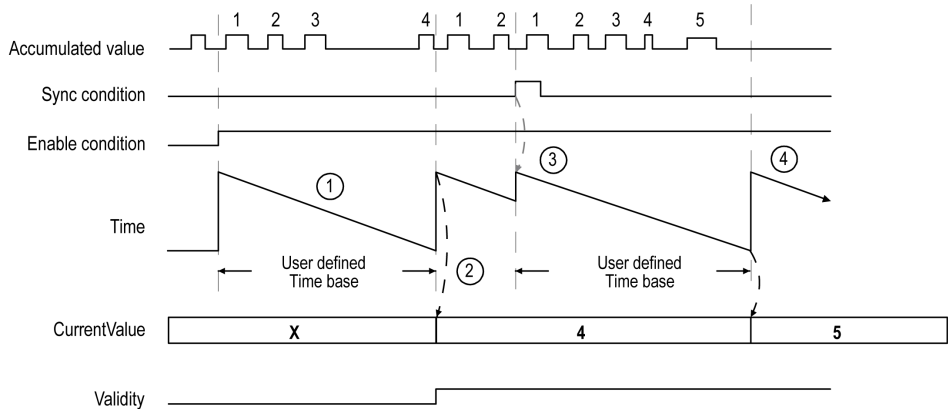 1 2 3 4 1 2 1 2 3 4 5
Accumulated value
Sync condition
Enable condition
1 3 4
Time
User defined
Time base
2
User defined
Time base
CurrentValue X 4 5
Validity